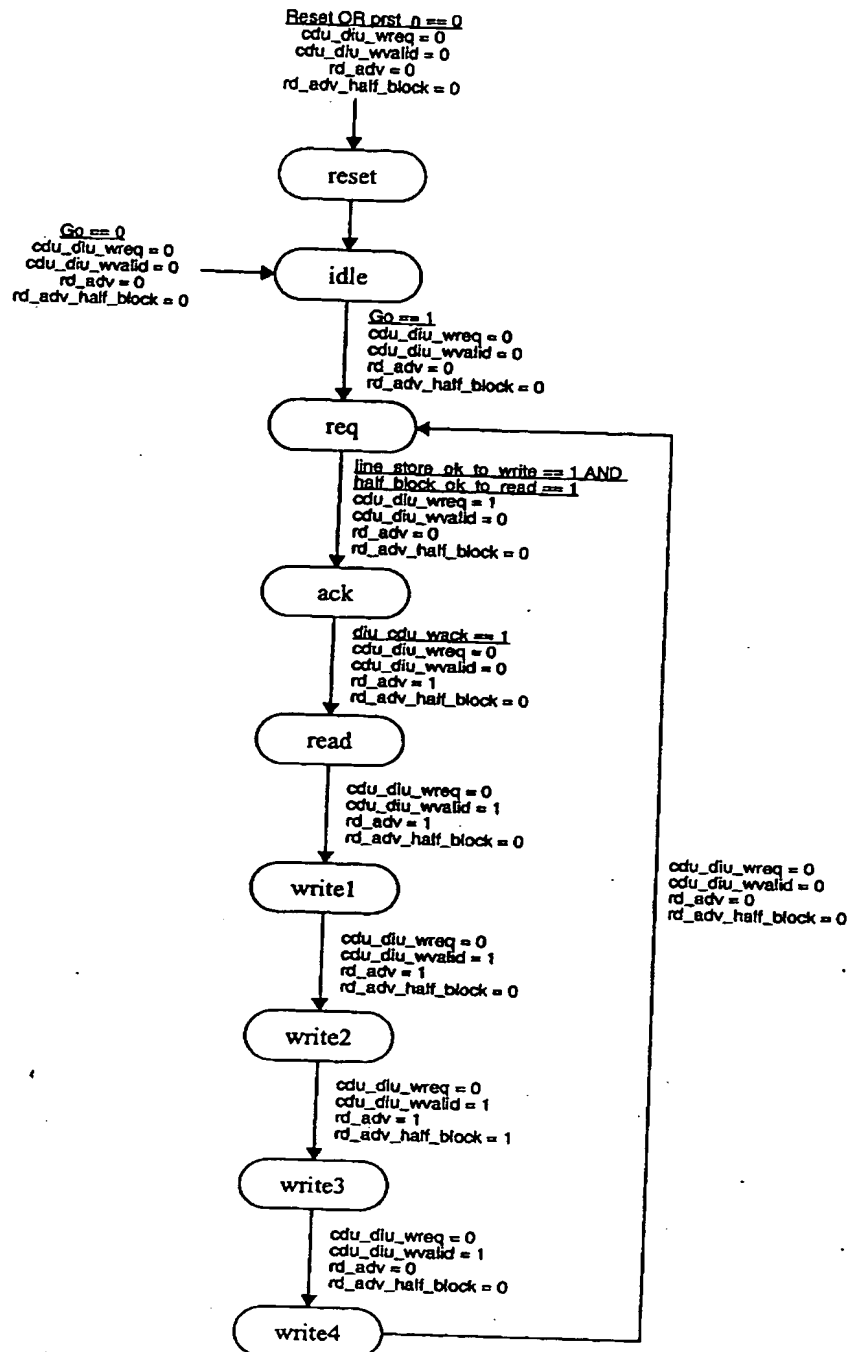 Reset OR prst_n == 0
cdu_diu_wreq = 0
cdu_diu_wvalid = 0
rd_adv = 0
rd_adv_half_block = 0
reset
Go == 0
cdu_diu_wreq = 0
cdu_diu_wvalid = 0
rd_adv = 0
rd_adv_half_block = 0
idle
Go == 1
cdu_diu_wreq = 0
cdu_diu_wvalid = 0
rd_adv = 0
rd_adv_half_block = 0
req
line_store_ok_to_write == 1 AND
half_block_ok_to_read == 1
cdu_diu_wreq = 1
cdu_diu_wvalid = 0
rd_adv = 0
rd_adv_half_block = 0
ack
diu_cdu_wack == 1
cdu_diu_wreq = 0
cdu_diu_wvalid = 0
rd_adv = 1
rd_adv_half_block = 0
read
cdu_diu_wreq = 0
cdu_diu_wvalid = 1
rd_adv = 1
rd_adv_half_block = 0
write1
cdu_diu_wreq = 0
cdu_diu_wvalid = 1
rd_adv = 1
rd_adv_half_block = 0
write2
cdu_diu_wreq = 0
cdu_diu_wvalid = 1
rd_adv = 1
rd_adv_half_block = 1
write3
cdu_diu_wreq = 0
cdu_diu_wvalid = 1
rd_adv = 0
rd_adv_half_block = 0
write4
cdu_diu_wreq = 0
cdu_diu_wvalid = 0
rd_adv = 0
rd_adv_half_block = 0